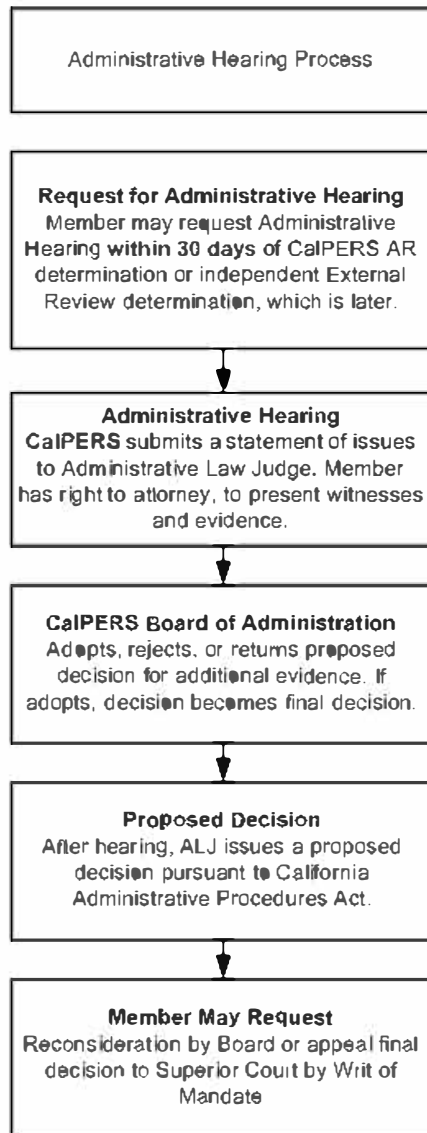 Administrative Hearing Process
Request for Administrative Hearing
Member may request Administrative
Hearing within 30 days of CalPERS AR
determination or independent External
Review determination, which is later.
Administrative Hearing
CalPERS submits a statement of issues
to Administrative Law Judge. Member
has right to attorney, to present witnesses
and evidence.
CalPERS Board of Administration
Adopts, rejects, or returns proposed
decision for additional evidence. If
adopts, decision becomes final decision.
Proposed Decision
After hearing, ALJ issues a proposed
decision pursuant to California
Administrative Procedures Act.
Member May Request
Reconsideration by Board or appeal final
decision to Superior Court by Writ of
Mandate